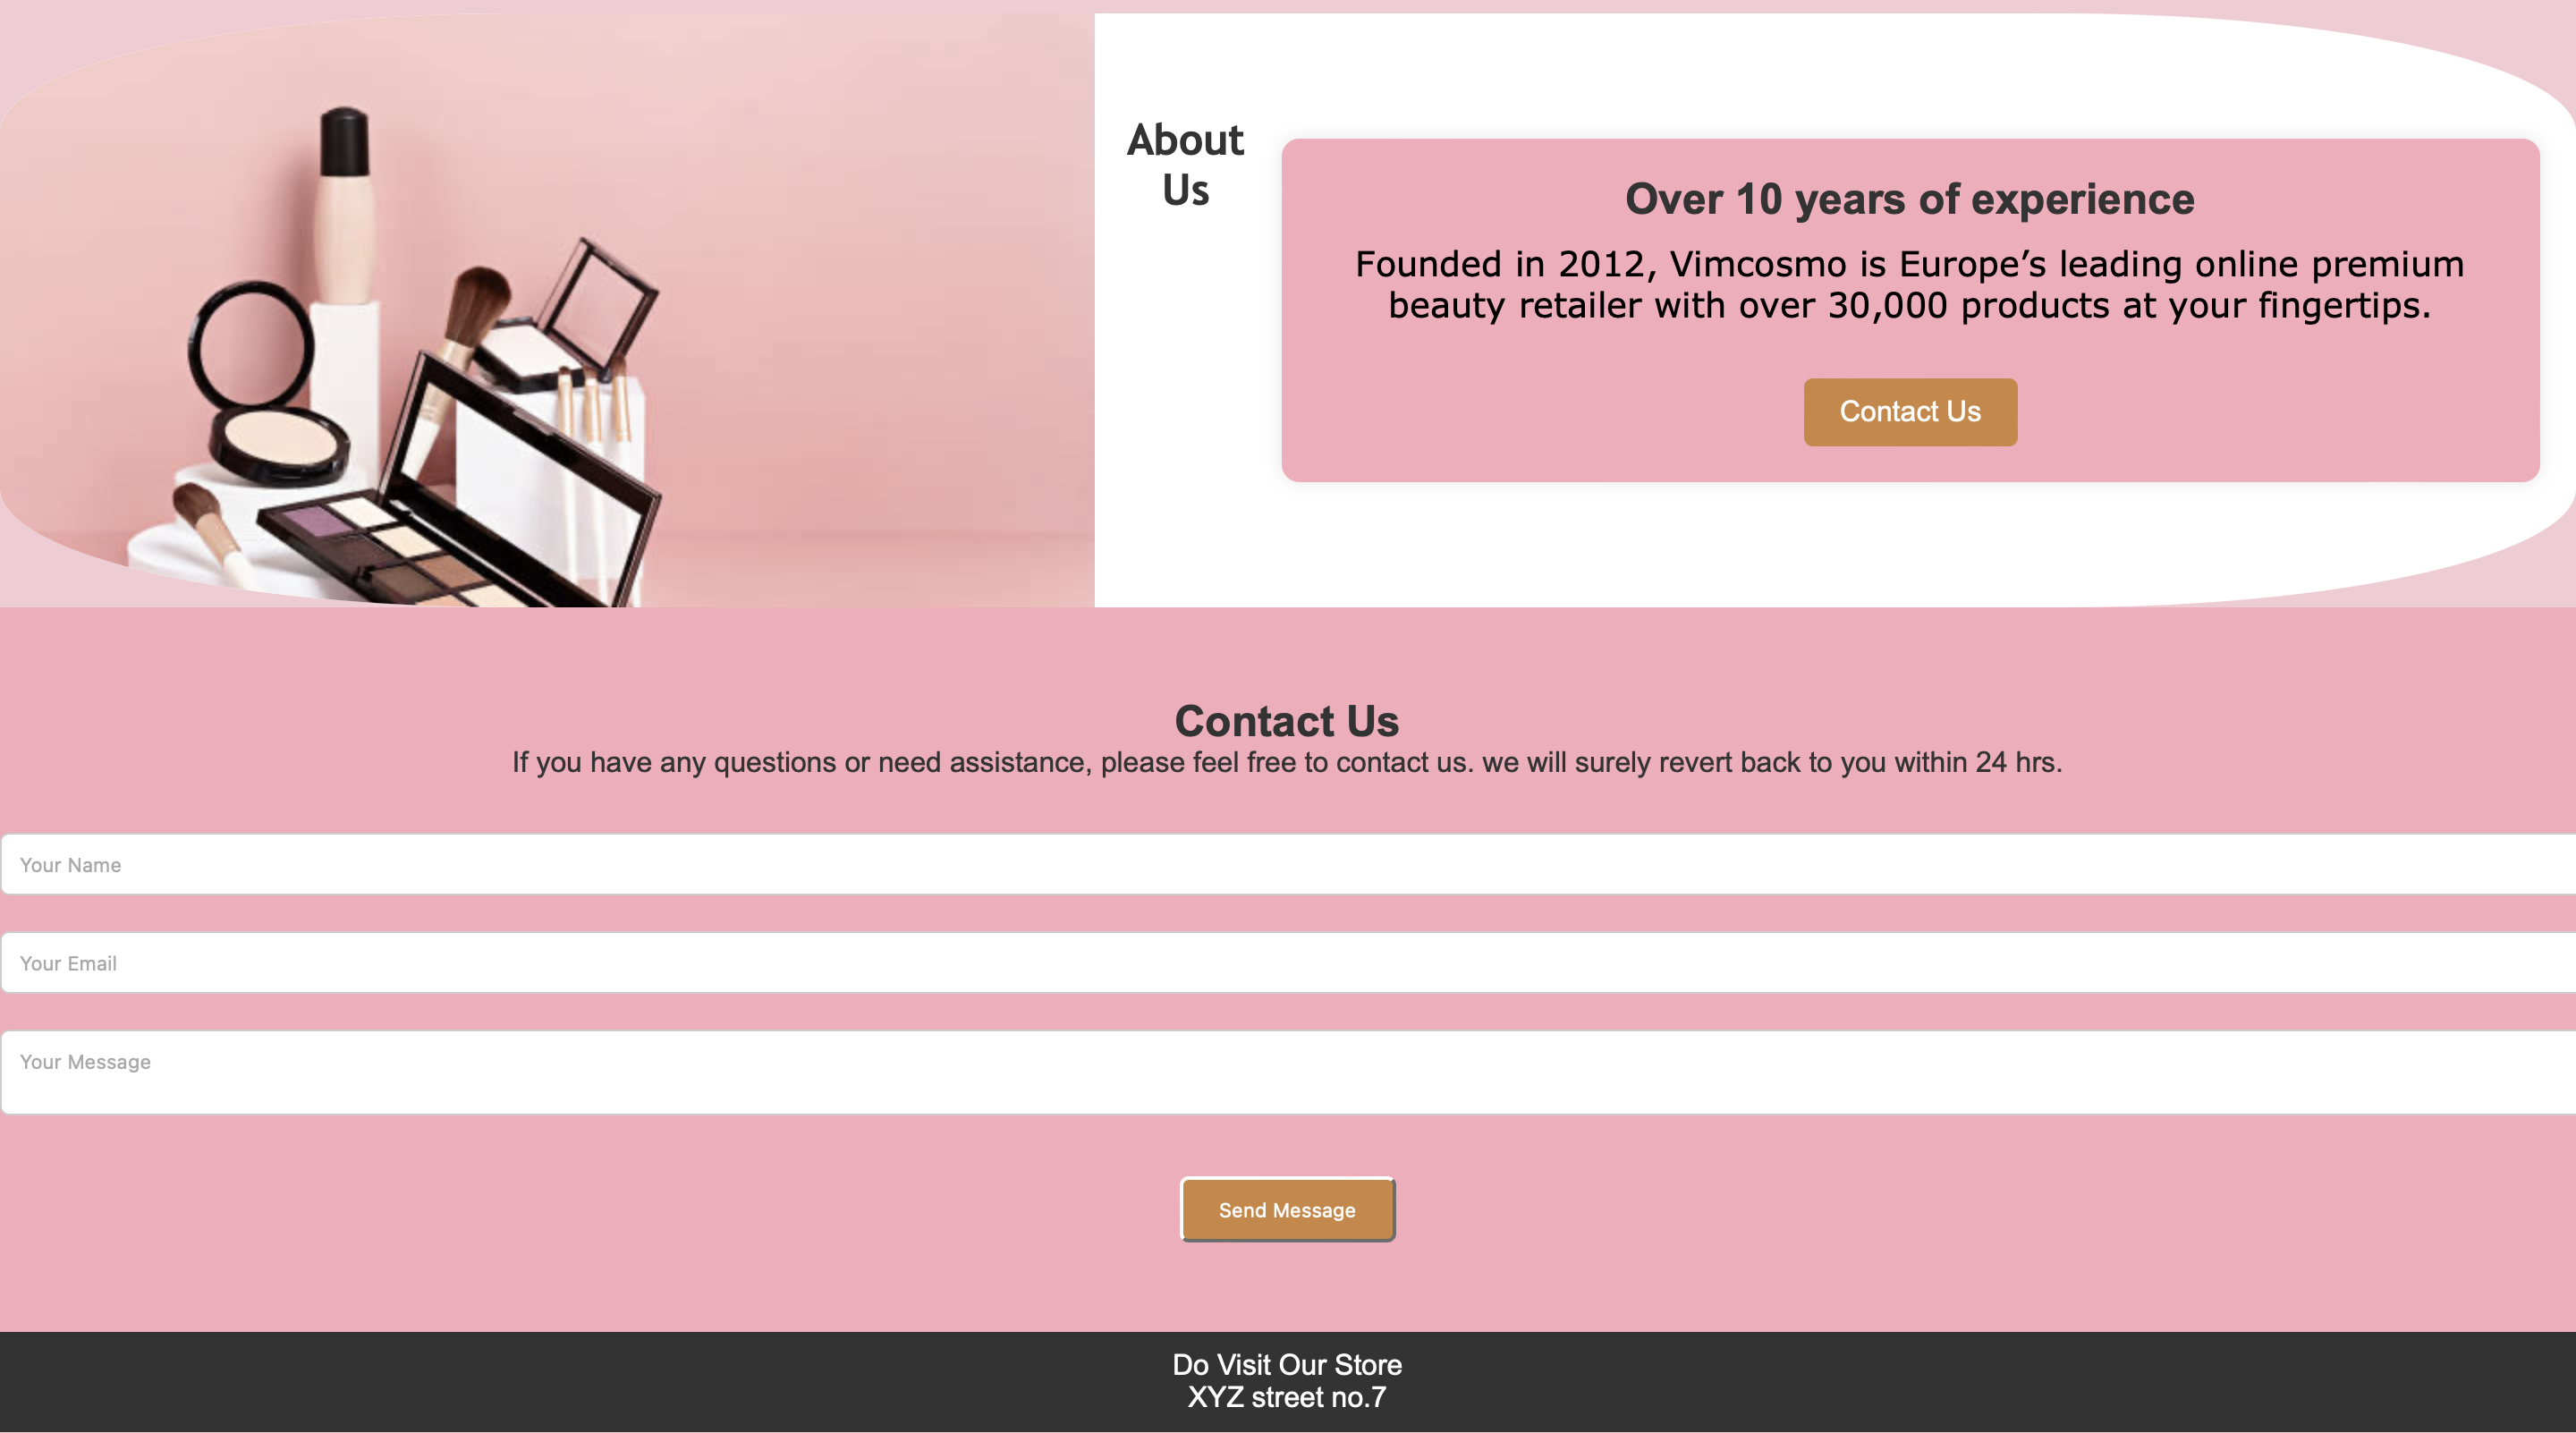 About
Us
Over 10 years of experience
Founded in 2012, Vimcosmo is Europe’s leading online premium
beauty retailer with over 30,000 products at your fingertips.
Contact Us
Contact Us
If you have any questions or need assistance, please feel free to contact us. we will surely revert back to you within 24 hrs.
Your Name
Your Email
Your Message
Send Message
Do Visit Our Store
XYZ street no.7